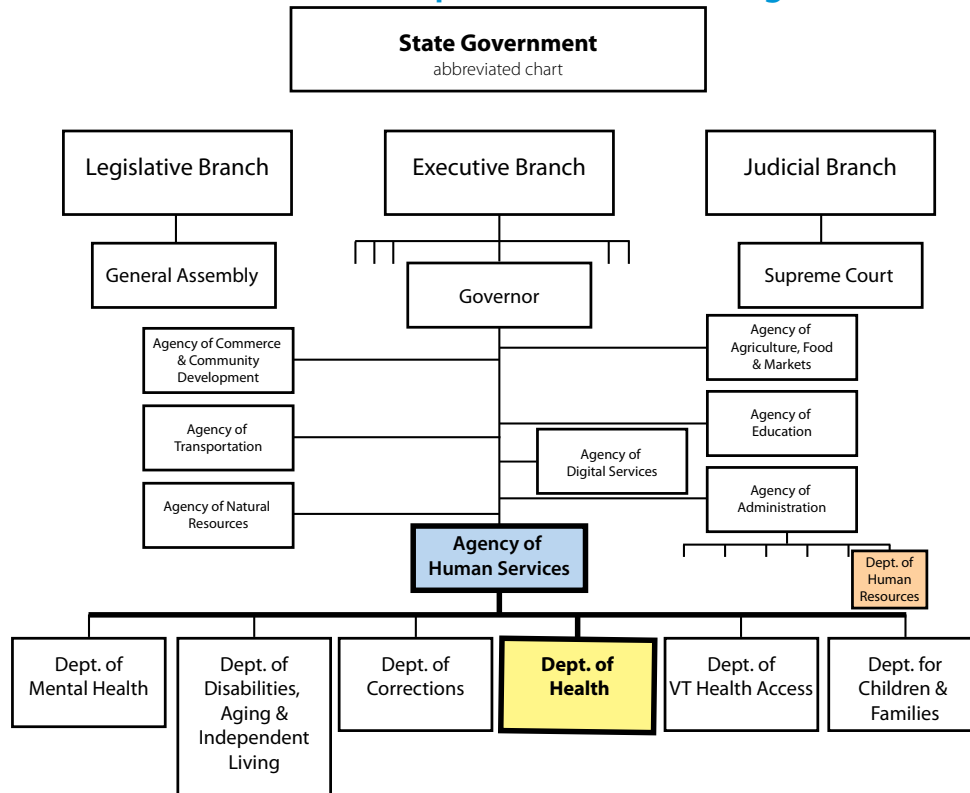 State Government
abbreviated chart
Legislative Branch
Executive Branch
Judicial Branch
General Assembly
Governor
Supreme Court
Agency of Commerce
& Community
Development
Agency of
Agriculture, Food
& Markets
Agency of
Transportation
Agency of
Education
Agency of
Digital Services
Agency of Natural
Resources
Agency of
Administration
Agency of
Human Services
Dept. of
Human
Resources
Dept. of
Mental Health
Dept. of
Disabilities,
Aging &
Independent
Living
Dept. of
Corrections
Dept. of
Health
Dept. of
VT Health Access
Dept. for
Children &
Families